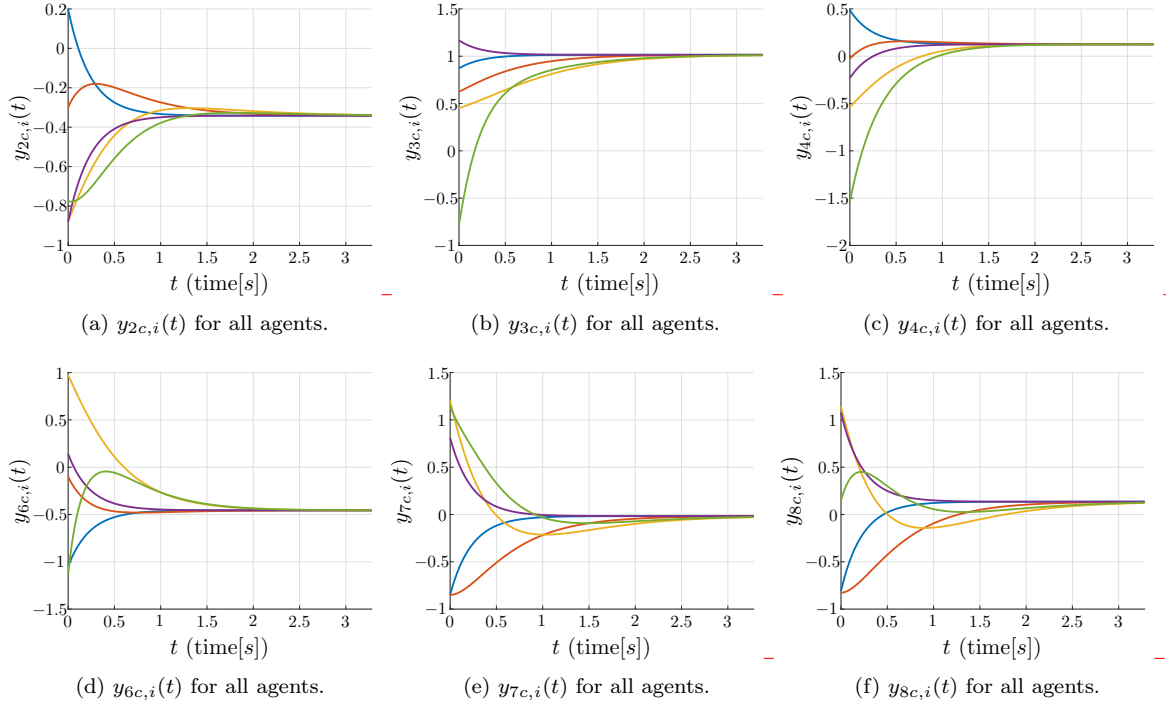 0.2 0 −0.2 −0.4 −0.6 −0.8 −1
y2c,i(t)
0 0.5 1 1.5 2 2.5 3
t (time[s])
(a) y2c,i(t) for all agents.
1.5 1 0.5 0 −0.5 −1
y3c,i(t)
0 0.5 1 1.5 2 2.5 3
t (time[s])
(b) y3c,i(t) for all agents.
0.5 0 −0.5 −1 −1.5 −2
y4c,i(t)
0 0.5 1 1.5 2 2.5 3
t (time[s])
(c) y4c,i(t) for all agents.
1 0.5 0 −0.5 −1 −1.5
y6c,i(t)
0 0.5 1 1.5 2 2.5 3
t (time[s])
(d) y6c,i(t) for all agents.
1.5 1 0.5 0 −0.5 −1
y7c,i(t)
0 0.5 1 1.5 2 2.5 3
t (time[s])
(e) y7c,i(t) for all agents.
1.5 1 0.5 0 −0.5 −1
y8c,i(t)
0 0.5 1 1.5 2 2.5 3
t (time[s])
(f) y8c,i(t) for all agents.